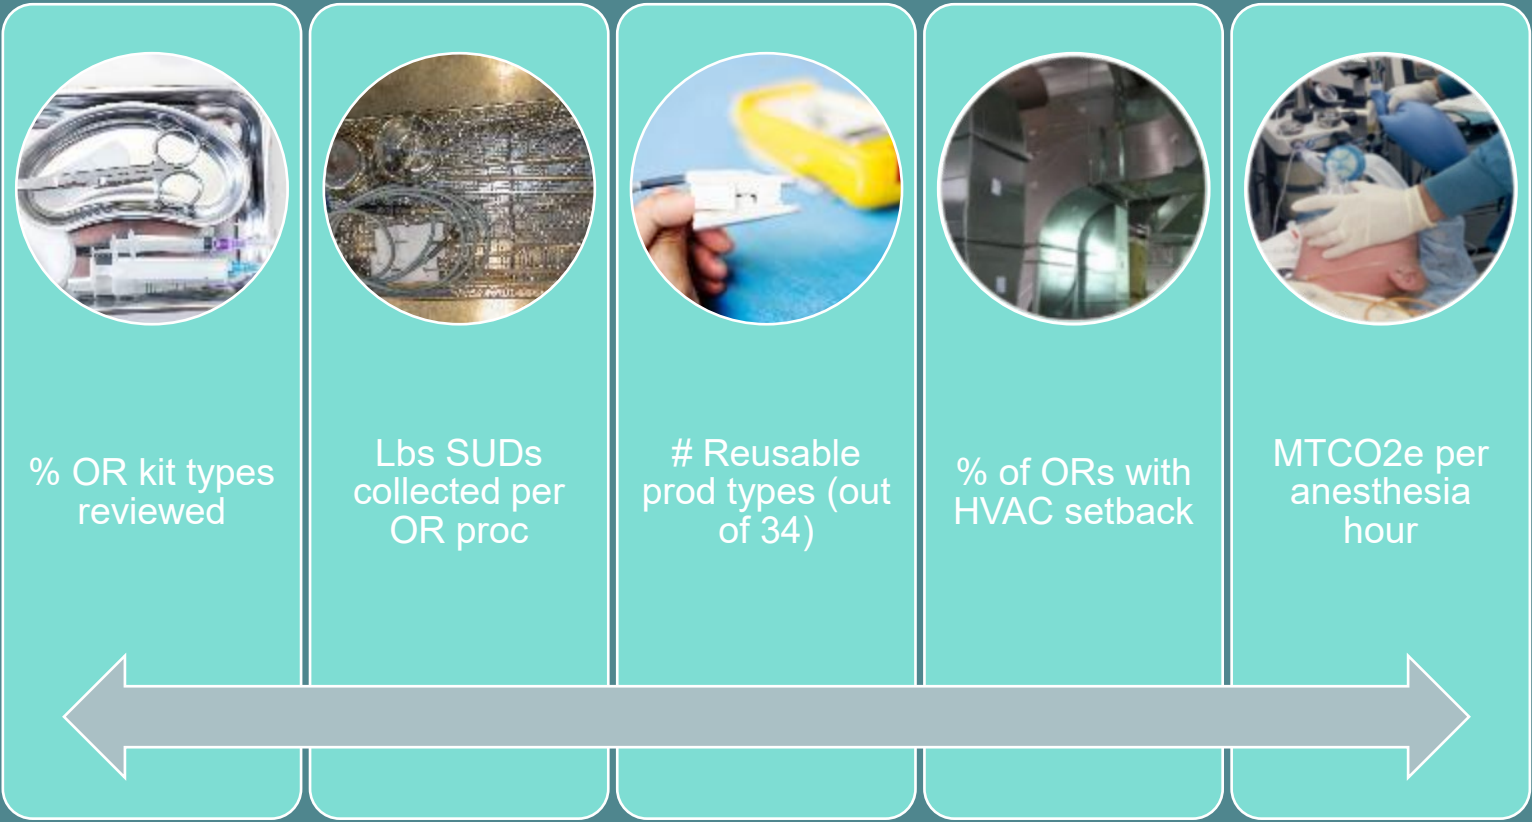 % OR kit types
reviewed
Lbs SUDs
collected per
OR proc
# Reusable
prod types (out
of 34)
% of ORs with
HVAC setback
MTCO2e per
anesthesia
hour